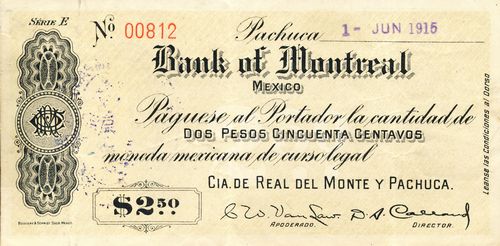 SERIE E
Nº 00812
Pachuca 1- JUN 1915
Bank of Montreal
MEXICO
Páguese al Portador la cantidad de
DOS PESOS CINCUENTA CENTAVOS
moneda mexicana de curso legal
CIA. DE REAL DEL MONTE Y PACHUCA.
$2.50
APODERADO.
DIRECTOR.
Leanse las Condiciones al Dorso